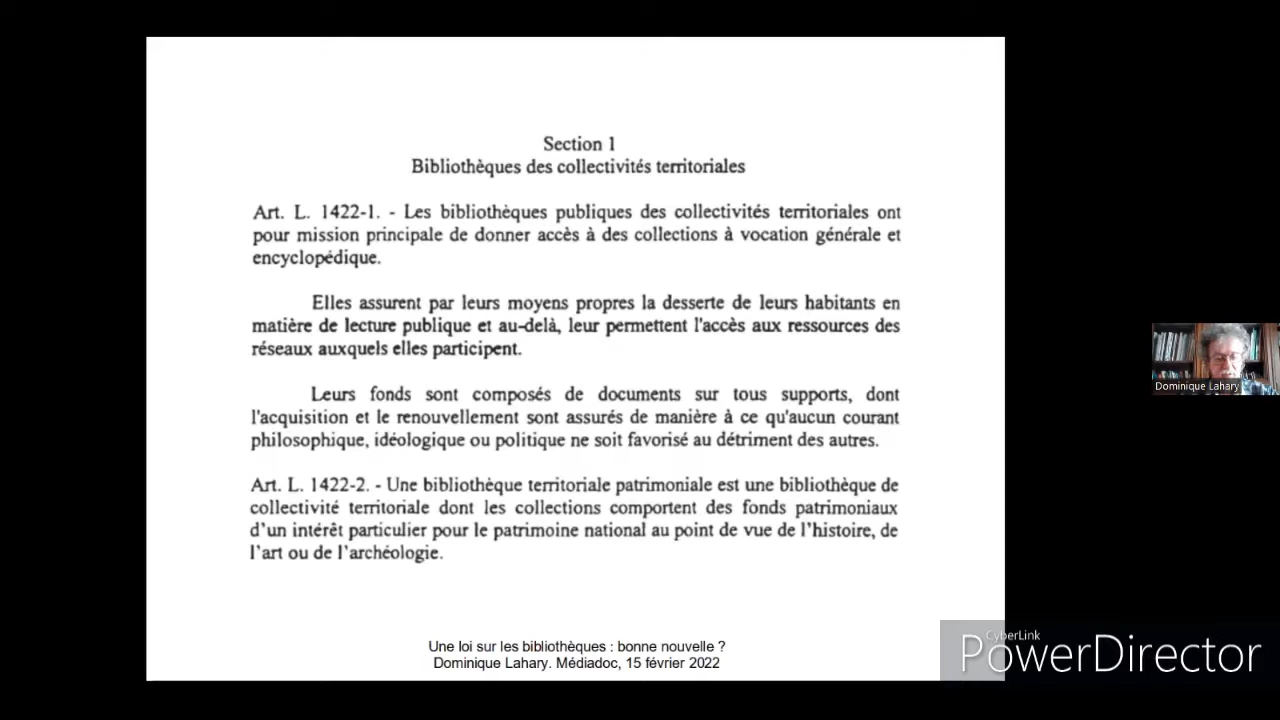 Section 1
Bibliothèques des collectivités territoriales
Art. L. 1422-1. - Les bibliothèques publiques des collectivités territoriales ont
pour mission principale de donner accès à des collections à vocation générale et
encyclopédique.
Elles assurent par leurs moyens propres la desserte de leurs habitants en
matière de lecture publique et au-delà, leur permettent l'accès aux ressources des
réseaux auxquels elles participent.
Leurs fonds sont composés de documents sur tous supports, dont
l'acquisition et le renouvellement sont assurés de manière à ce qu'aucun courant
philosophique, idéologique ou politique ne soit favorisé au détriment des autres.
Art. L. 1422-2. - Une bibliothèque territoriale patrimoniale est une bibliothèque de
collectivité territoriale dont les collections comportent des fonds patrimoniaux
d'un intérêt particulier pour le patrimoine national au point de vue de l'histoire, de
l'art ou de l'archéologie.
Une loi sur les bibliothèques : bonne nouvelle ?
Dominique Lahary. Médiadoc, 15 février 2022
Dominique Lahary
CyberLink
PowerDirector